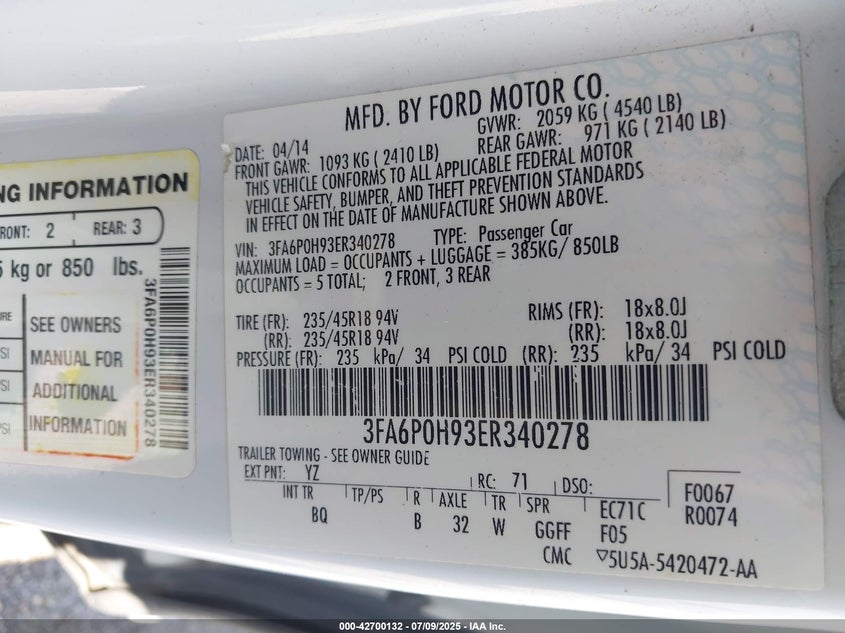 NG INFORMATION
FRONT: 2 REAR: 3
5 kg or 850 lbs.
SEE OWNERS
MANUAL FOR
ADDITIONAL
INFORMATION
PSI
PSI
PSI
3FA6P0H93ER340278
MFD. BY FORD MOTOR CO.
DATE: 04/14 GVWR: 2059 KG ( 4540 LB)
FRONT GAWR: 1093 KG ( 2410 LB) REAR GAWR: 971 KG ( 2140 LB)
THIS VEHICLE CONFORMS TO ALL APPLICABLE FEDERAL MOTOR
VEHICLE SAFETY, BUMPER, AND THEFT PREVENTION STANDARDS
IN EFFECT ON THE DATE OF MANUFACTURE SHOWN ABOVE.
VIN: 3FA6P0H93ER340278 TYPE: Passenger Car
MAXIMUM LOAD = OCCUPANTS + LUGGAGE = 385KG/ 850LB
OCCUPANTS = 5 TOTAL; 2 FRONT, 3 REAR
TIRE (FR): 235/45R18 94V RIMS (FR): 18x8.0J
(RR): 235/45R18 94V (RR): 18x8.0J
PRESSURE (FR): 235 kPa/ 34 PSI COLD (RR): 235 kPa/ 34 PSI COLD
3FA6P0H93ER340278
TRAILER TOWING - SEE OWNER GUIDE
EXT PNT: YZ RC: 71 DSO:
INT TR TP/PS R AXLE TR SPR EC71C F0067
BQ B 32 W GGFF F05 R0074
CMC ▽5U5A-5420472-AA
000-42700132 - 07/09/2025 - IAA Inc.